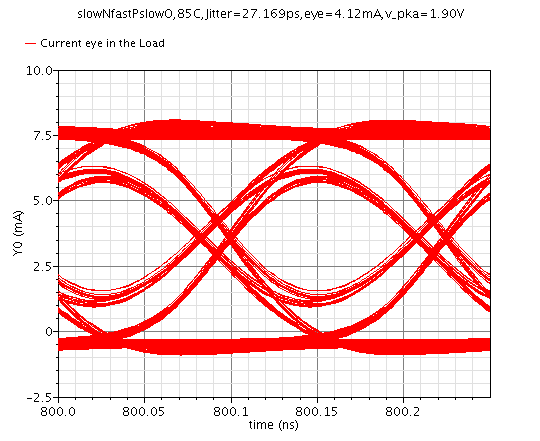 slowNfastPslowO,85C,Jitter=27.169ps,eye=4.12mA,v_pka=1.90V
Current eye in the Load
10.0
7.5
5.0
2.5
0
-2.5
Y0 (mA)
800.0 800.05 800.1 800.15 800.2
time (ns)